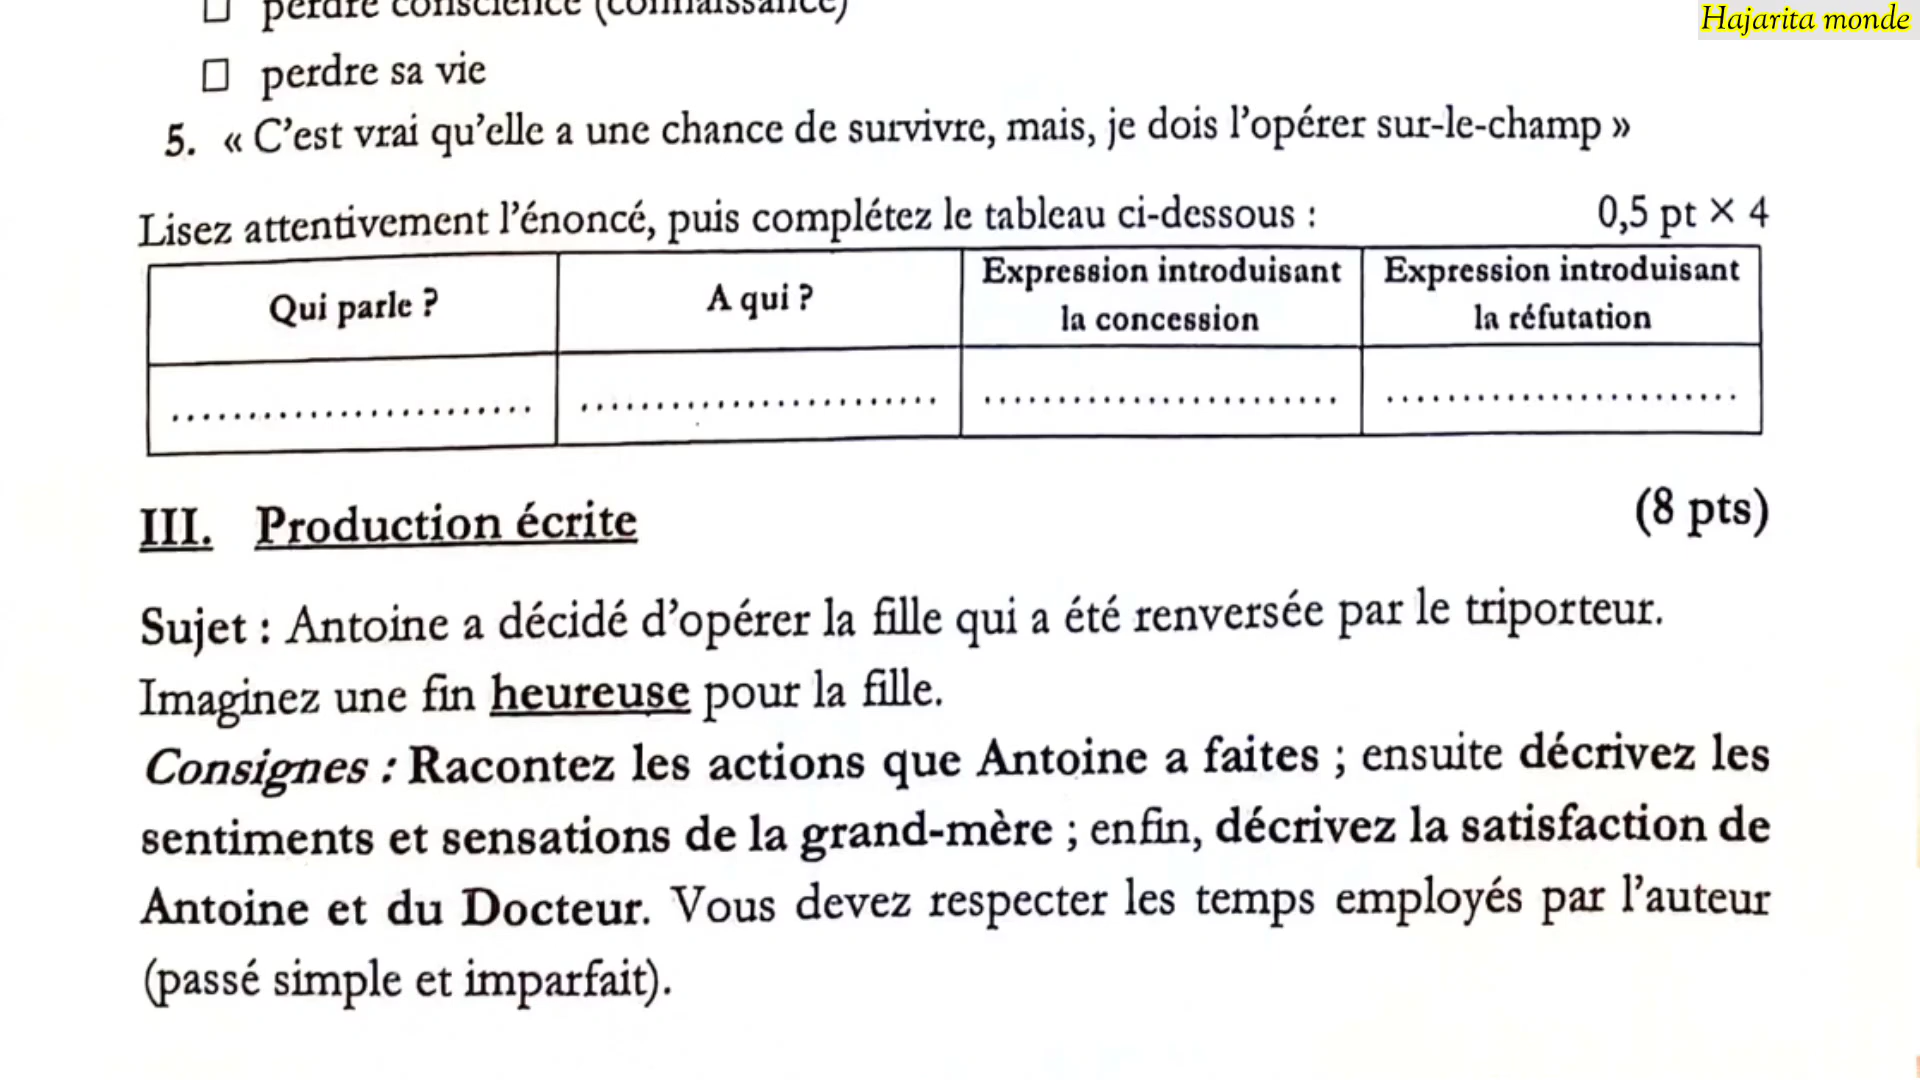 Hajarita monde
☐ perdre conscience (connaissance)
☐ perdre sa vie
5. « C’est vrai qu’elle a une chance de survivre, mais, je dois l’opérer sur-le-champ »
Lisez attentivement l’énoncé, puis complétez le tableau ci-dessous : 0,5 pt × 4
Qui parle ? A qui ? Expression introduisant la concession Expression introduisant la réfutation
........................ ........................ ........................ ........................
III. Production écrite (8 pts)
Sujet : Antoine a décidé d’opérer la fille qui a été renversée par le triporteur.
Imaginez une fin heureuse pour la fille.
Consignes : Racontez les actions que Antoine a faites ; ensuite décrivez les
sentiments et sensations de la grand-mère ; enfin, décrivez la satisfaction de
Antoine et du Docteur. Vous devez respecter les temps employés par l’auteur
(passé simple et imparfait).